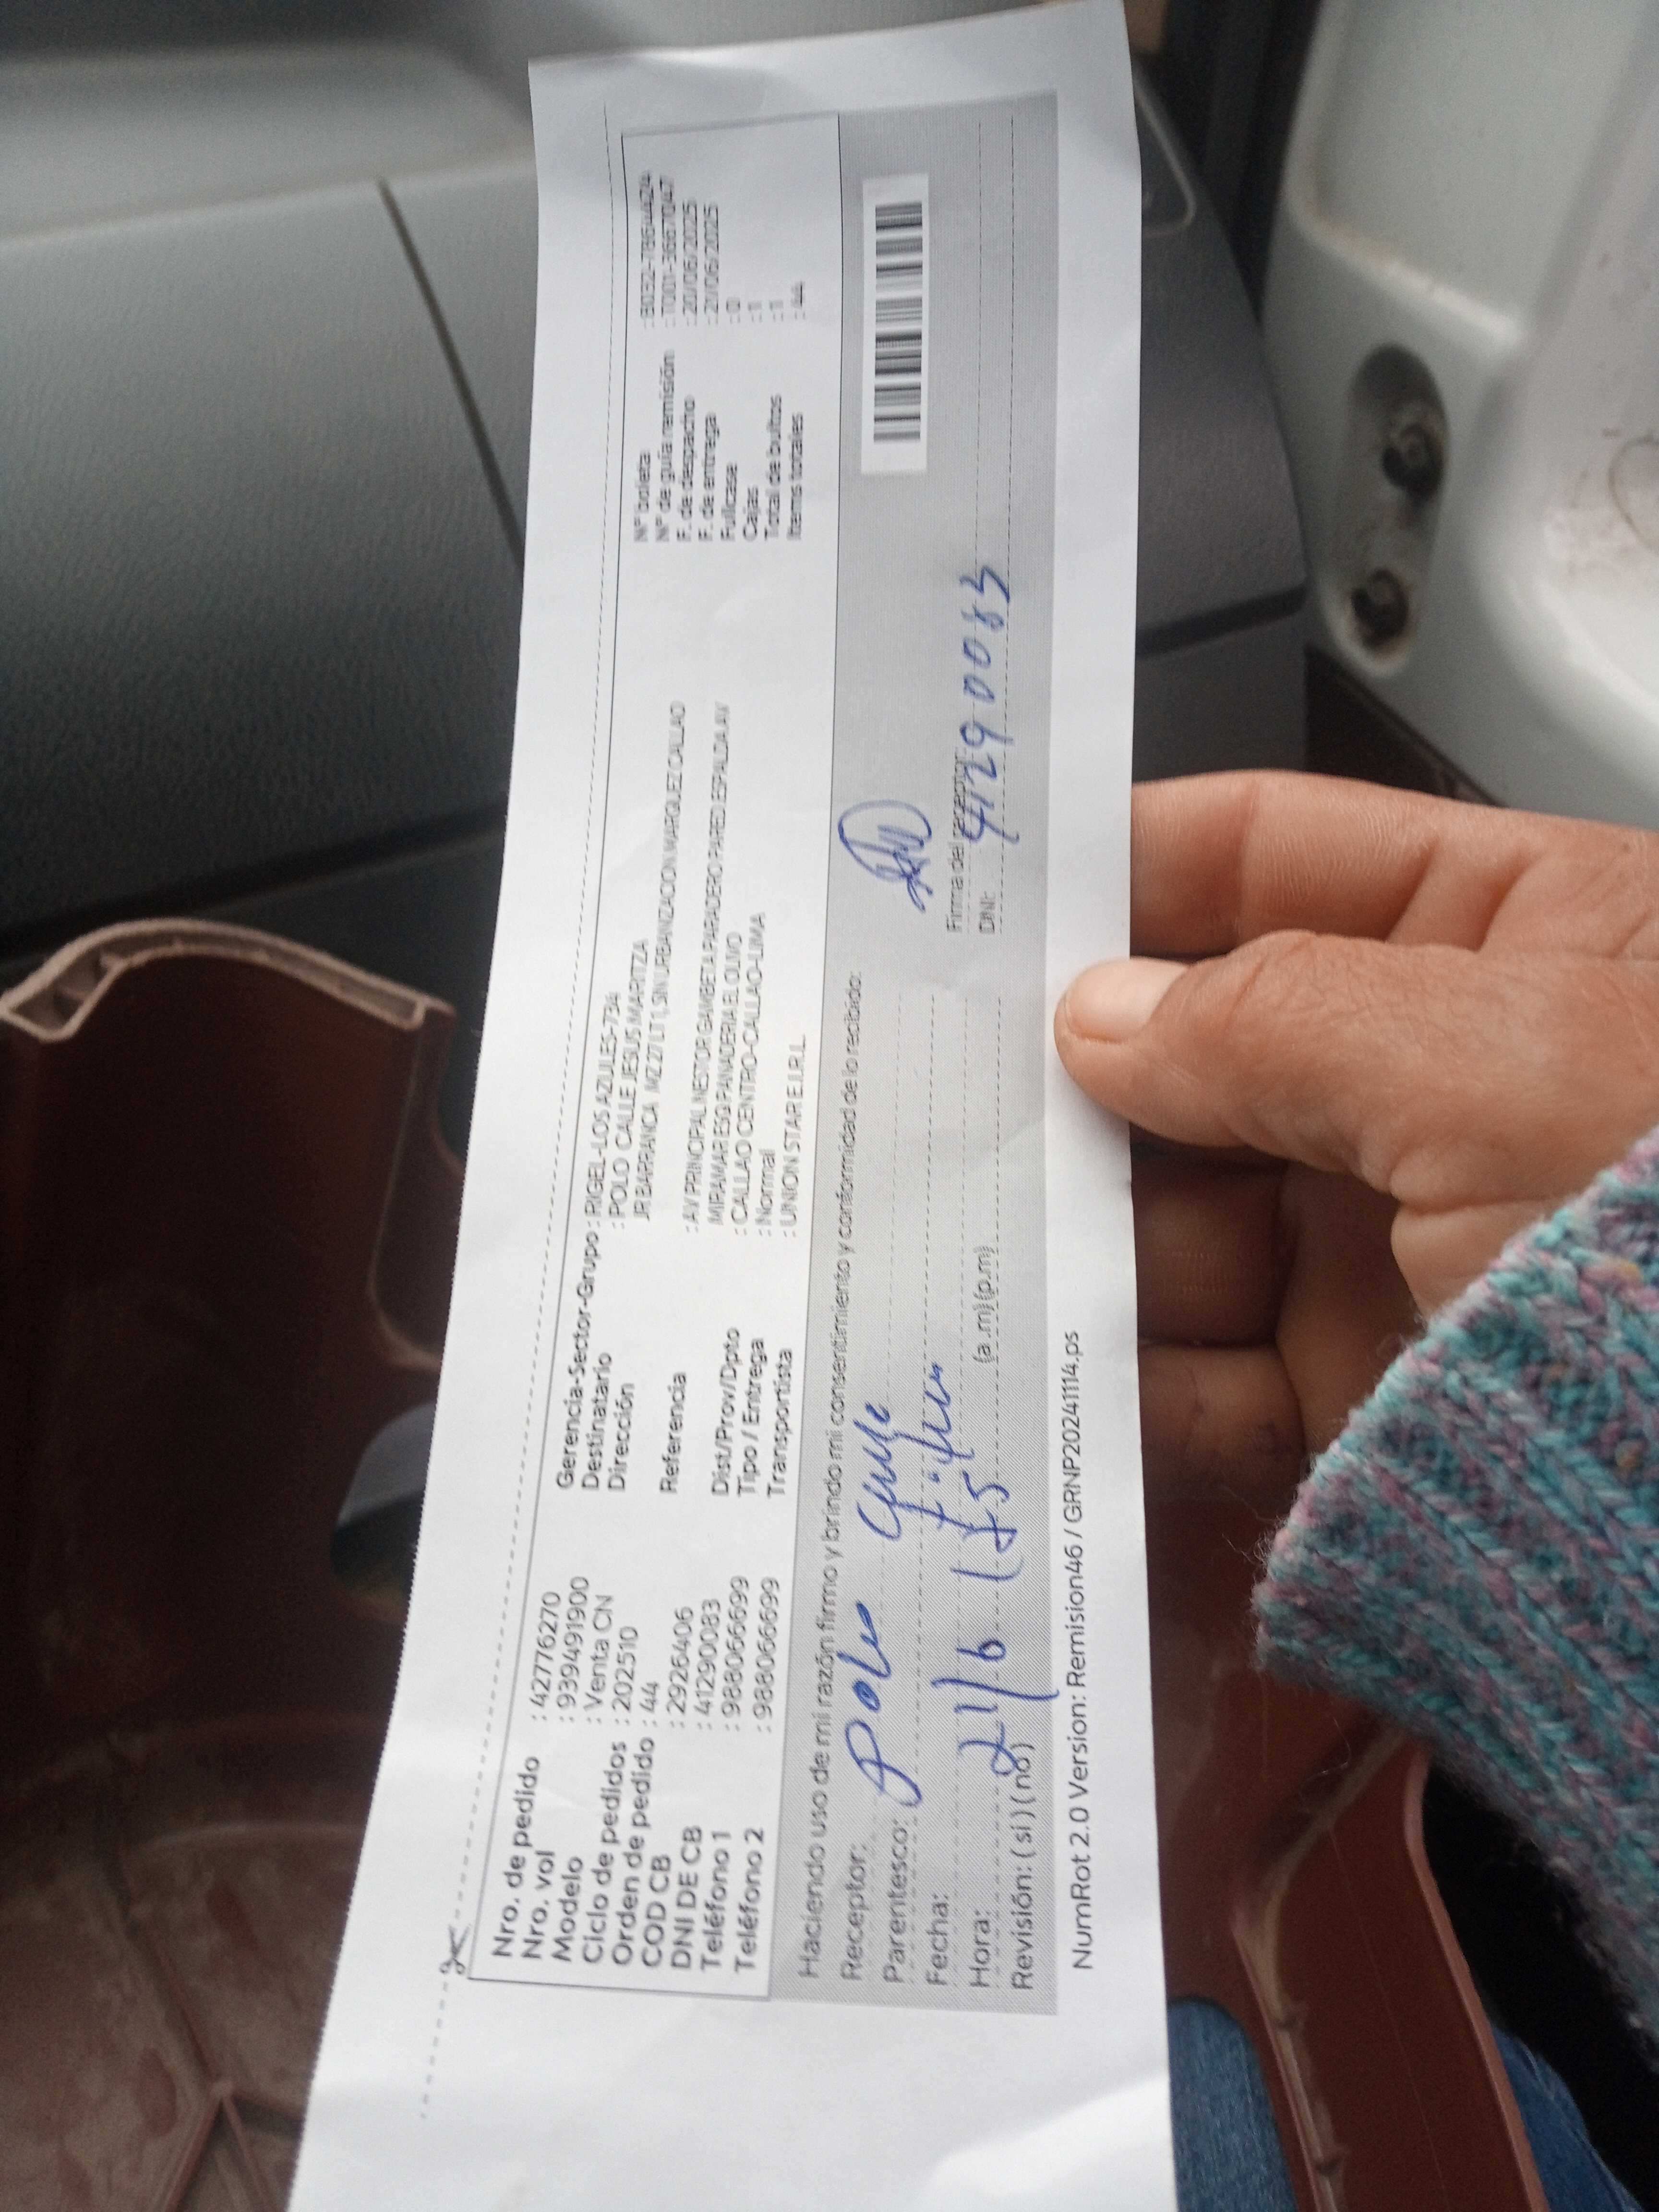 Nro. de pedido : 42776270
Nro. vol : 939491900
Modelo : Venta CN
Ciclo de pedidos : 202510
Orden de pedido : 44
COD CB : 2926406
DNI DE CB : 41290083
Teléfono 1 : 988066699
Teléfono 2 : 988066699
Gerencia-Sector-Grupo : RIGEL-LOS AZULES-734
Destinatario : POLO CALLE JESUS MARITZA
Dirección JR BARRANCA MZ 27 LT 1, SN URBANIZACION MARQUEZ CALLAO
Referencia : AV PRINCIPAL NESTOR GAMBETA PARADERO PARED ESPALDA AV
MIRAMAR ESQ PANADERIA EL OLIVO
Dist/Prov/Dpto : CALLAO CENTRO-CALLAO-LIMA
Tipo / Entrega : Normal
Transportista : UNION STAR E.I.R.L.
N° boleta
N° de guía remisión : T001-3667047
F. de despacho : 20/06/2025
F. de entrega : 21/06/2025
Fullcase : 0
Cajas : 1
Total de bultos : 1
Items totales : 44
Haciendo uso de mi razón firmo y brindo mi consentimiento y conformidad de lo recibido:
Receptor: Polo Calle
Parentesco:
Fecha: 21/6
Hora: (a.m) (p.m)
Revisión: ( si ) ( no )
Firma del receptor:
DNI: 41290083
NumRot 2.0 Version: Remision46 / GRNP20241114.ps